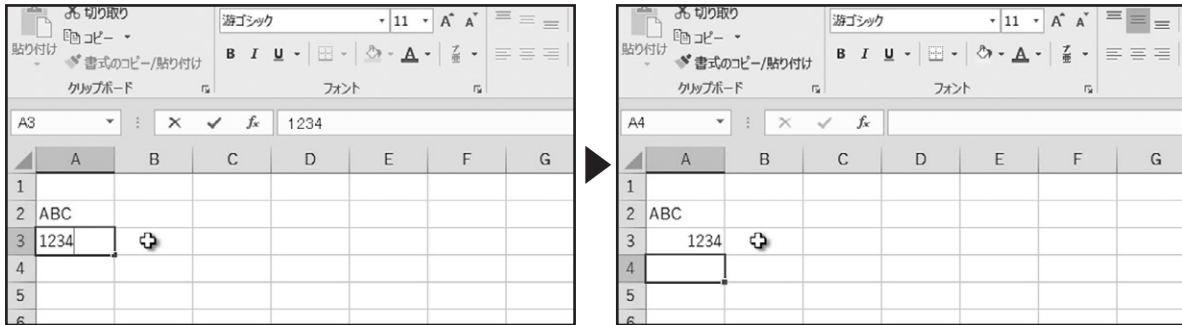 切り取り
コピー
貼り付け
書式のコピー/貼り付け
クリップボード
游ゴシック 11 A A
B I U A
フォント
A3 fx 1234
A B C D E F G
1
2 ABC
3 1234
4
5
6
切り取り
コピー
貼り付け
書式のコピー/貼り付け
クリップボード
游ゴシック 11 A A
B I U A
フォント
A4 fx
A B C D E F G
1
2 ABC
3 1234
4
5
6